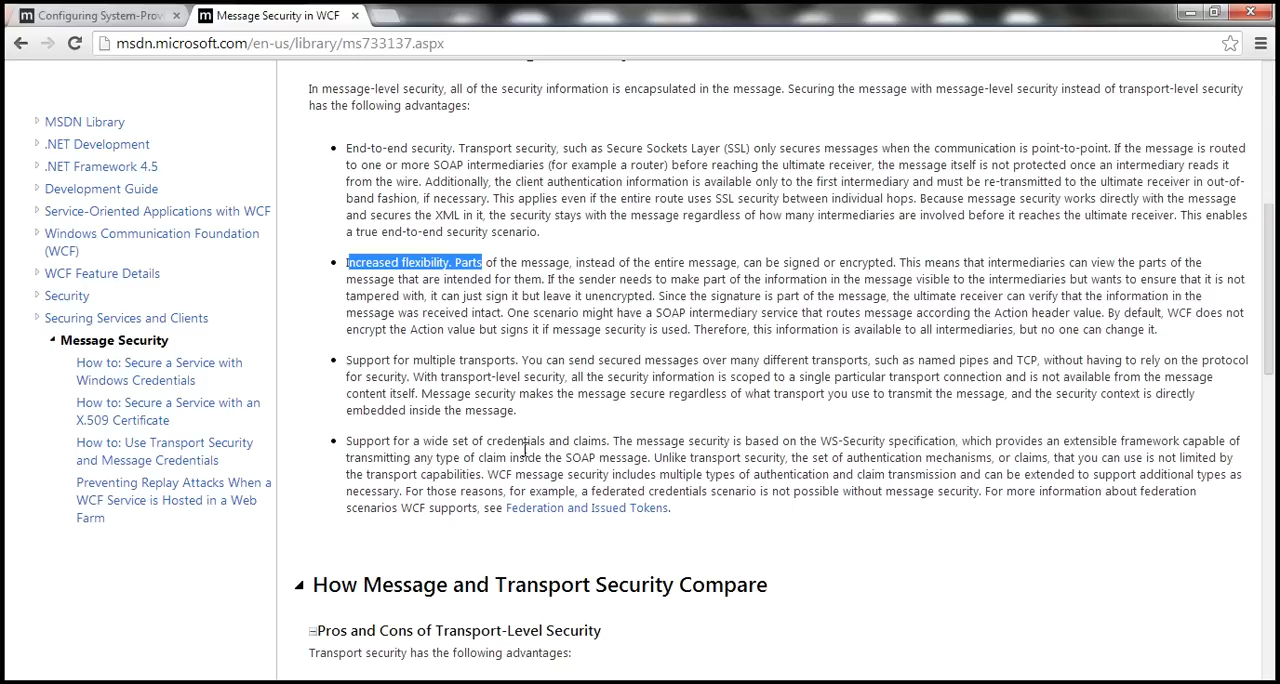 Configuring System-Prov
Message Security in WCF
msdn.microsoft.com/en-us/library/ms733137.aspx
MSDN Library
.NET Development
.NET Framework 4.5
Development Guide
Service-Oriented Applications with WCF
Windows Communication Foundation
(WCF)
WCF Feature Details
Security
Securing Services and Clients
Message Security
How to: Secure a Service with
Windows Credentials
How to: Secure a Service with an
X.509 Certificate
How to: Use Transport Security
and Message Credentials
Preventing Replay Attacks When a
WCF Service is Hosted in a Web
Farm
In message-level security, all of the security information is encapsulated in the message. Securing the message with message-level security instead of transport-level security
has the following advantages:
• End-to-end security. Transport security, such as Secure Sockets Layer (SSL) only secures messages when the communication is point-to-point. If the message is routed
to one or more SOAP intermediaries (for example a router) before reaching the ultimate receiver, the message itself is not protected once an intermediary reads it
from the wire. Additionally, the client authentication information is available only to the first intermediary and must be re-transmitted to the ultimate receiver in out-of-
band fashion, if necessary. This applies even if the entire route uses SSL security between individual hops. Because message security works directly with the message
and secures the XML in it, the security stays with the message regardless of how many intermediaries are involved before it reaches the ultimate receiver. This enables
a true end-to-end security scenario.
• Increased flexibility. Parts of the message, instead of the entire message, can be signed or encrypted. This means that intermediaries can view the parts of the
message that are intended for them. If the sender needs to make part of the information in the message visible to the intermediaries but wants to ensure that it is not
tampered with, it can just sign it but leave it unencrypted. Since the signature is part of the message, the ultimate receiver can verify that the information in the
message was received intact. One scenario might have a SOAP intermediary service that routes message according the Action header value. By default, WCF does not
encrypt the Action value but signs it if message security is used. Therefore, this information is available to all intermediaries, but no one can change it.
• Support for multiple transports. You can send secured messages over many different transports, such as named pipes and TCP, without having to rely on the protocol
for security. With transport-level security, all the security information is scoped to a single particular transport connection and is not available from the message
content itself. Message security makes the message secure regardless of what transport you use to transmit the message, and the security context is directly
embedded inside the message.
• Support for a wide set of credentials and claims. The message security is based on the WS-Security specification, which provides an extensible framework capable of
transmitting any type of claim inside the SOAP message. Unlike transport security, the set of authentication mechanisms, or claims, that you can use is not limited by
the transport capabilities. WCF message security includes multiple types of authentication and claim transmission and can be extended to support additional types as
necessary. For those reasons, for example, a federated credentials scenario is not possible without message security. For more information about federation
scenarios WCF supports, see Federation and Issued Tokens.
How Message and Transport Security Compare
Pros and Cons of Transport-Level Security
Transport security has the following advantages: